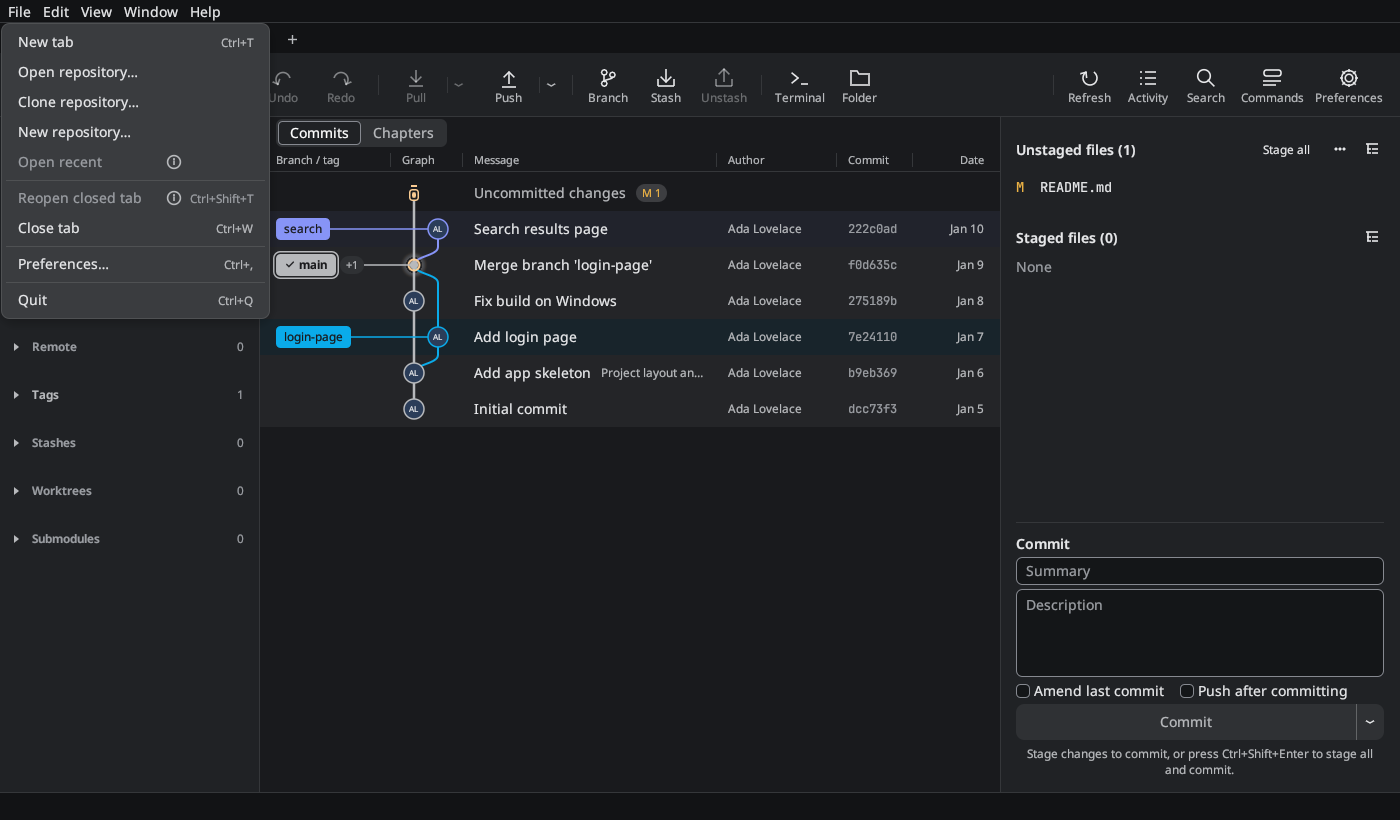 File Edit View Window Help
New tab Ctrl+T
Open repository...
Clone repository...
New repository...
Open recent
Reopen closed tab Ctrl+Shift+T
Close tab Ctrl+W
Preferences... Ctrl+,
Quit Ctrl+Q
Remote 0
Tags 1
Stashes 0
Worktrees 0
Submodules 0
+
Undo Redo Pull Push Branch Stash Unstash Terminal Folder Refresh Activity Search Commands Preferences
Commits Chapters
Branch / tag Graph Message Author Commit Date
Uncommitted changes M 1
search AL Search results page Ada Lovelace 222c0ad Jan 10
main +1 Merge branch 'login-page' Ada Lovelace f0d635c Jan 9
AL Fix build on Windows Ada Lovelace 275189b Jan 8
login-page AL Add login page Ada Lovelace 7e24110 Jan 7
AL Add app skeleton Project layout an... Ada Lovelace b9eb369 Jan 6
AL Initial commit Ada Lovelace dcc73f3 Jan 5
Unstaged files (1) Stage all
M README.md
Staged files (0)
None
Commit
Summary
Description
Amend last commit Push after committing
Commit
Stage changes to commit, or press Ctrl+Shift+Enter to stage all
and commit.